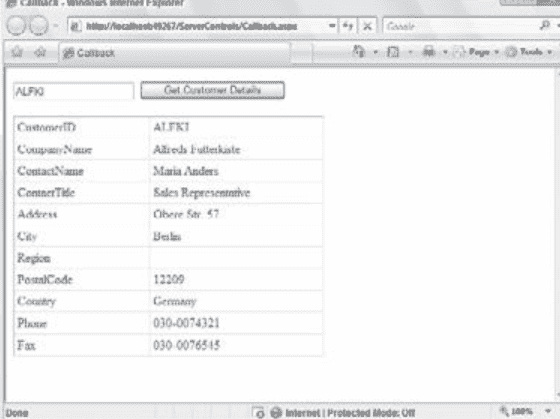 Callback - Windows Internet Explorer
http://localhost:49267/ServerControls/Callback.aspx
Google
Callback
Page
Tools
ALFKI
Get Customer Details
CustomerID ALFKI
CompanyName Alfreds Futterkiste
ContactName Maria Anders
ContactTitle Sales Representative
Address Obere Str. 57
City Berlin
Region
PostalCode 12209
Country Germany
Phone 030-0074321
Fax 030-0076545
Done
Internet | Protected Mode: Off
100%